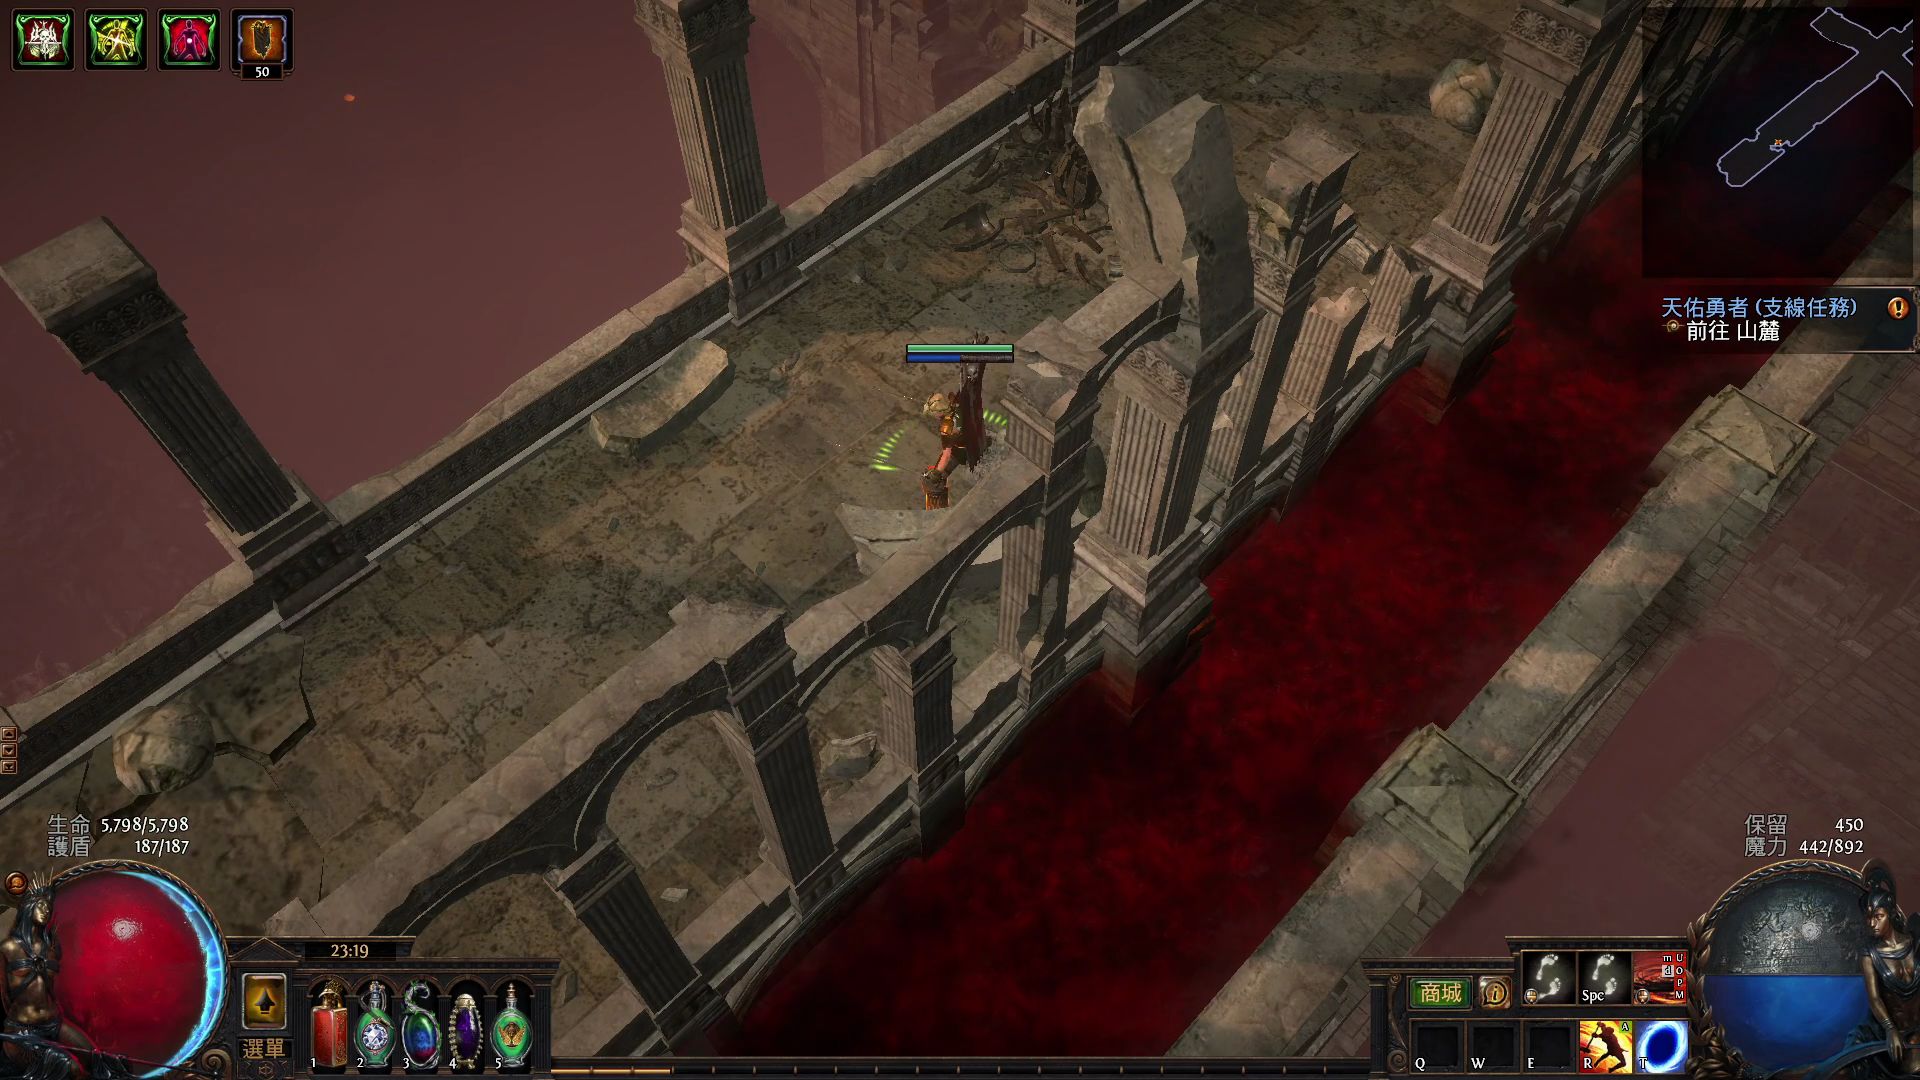 50
天佑勇者 (支線任務)
前往 山麓
生命 5,798/5,798
護盾 187/187
保留 450
魔力 442/892
23:19
選單
1
2
3
4
5
商城
Spc
m U
d O
P
M
Q
W
E
R
A
T